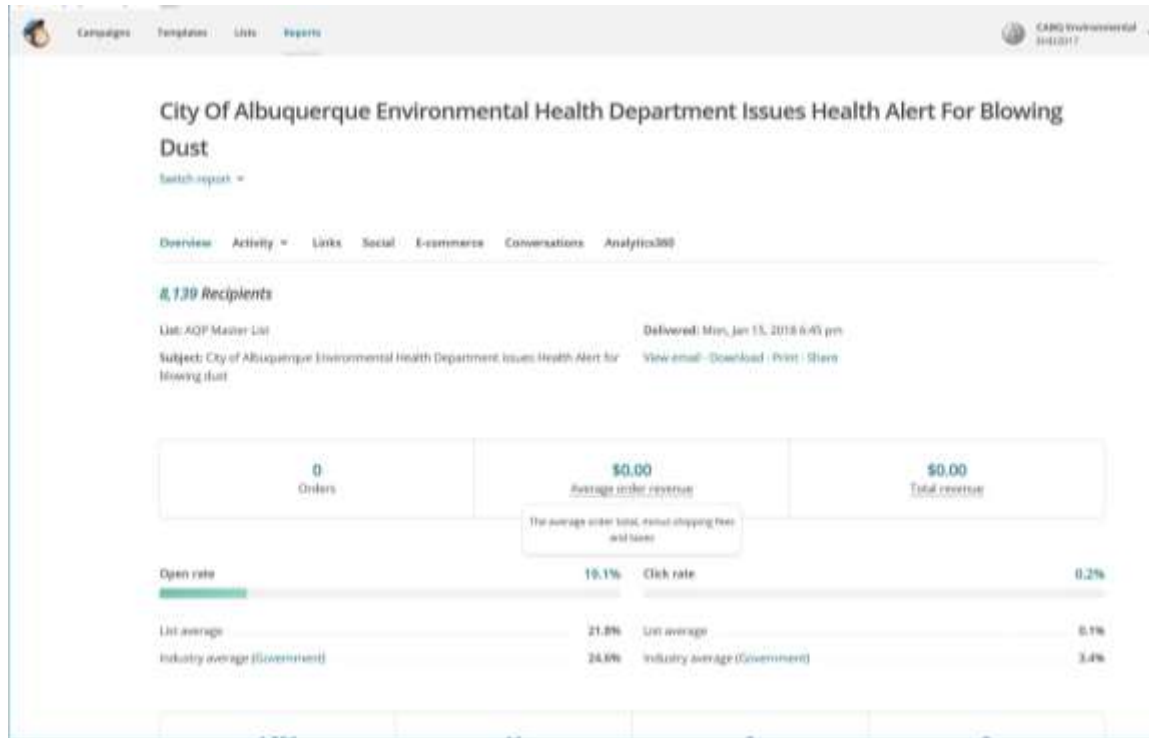 Campaigns Templates Lists Reports
CABQ Environmental
City Of Albuquerque Environmental Health Department Issues Health Alert For Blowing
Dust
Switch report
Overview Activity Links Social E-commerce Conversations Analytics360
8,139 Recipients
List: AQP Master List
Delivered: Mon, Jan 15, 2018 6:45 pm
Subject: City of Albuquerque Environmental Health Department issues Health Alert for
blowing dust
View email · Download · Print · Share
0
Orders
$0.00
Average order revenue
$0.00
Total revenue
The average order total, minus shipping fees
and taxes
Open rate 19.1%
Click rate 0.2%
List average 21.8%
List average 0.1%
Industry average (Government) 24.6%
Industry average (Government) 3.4%